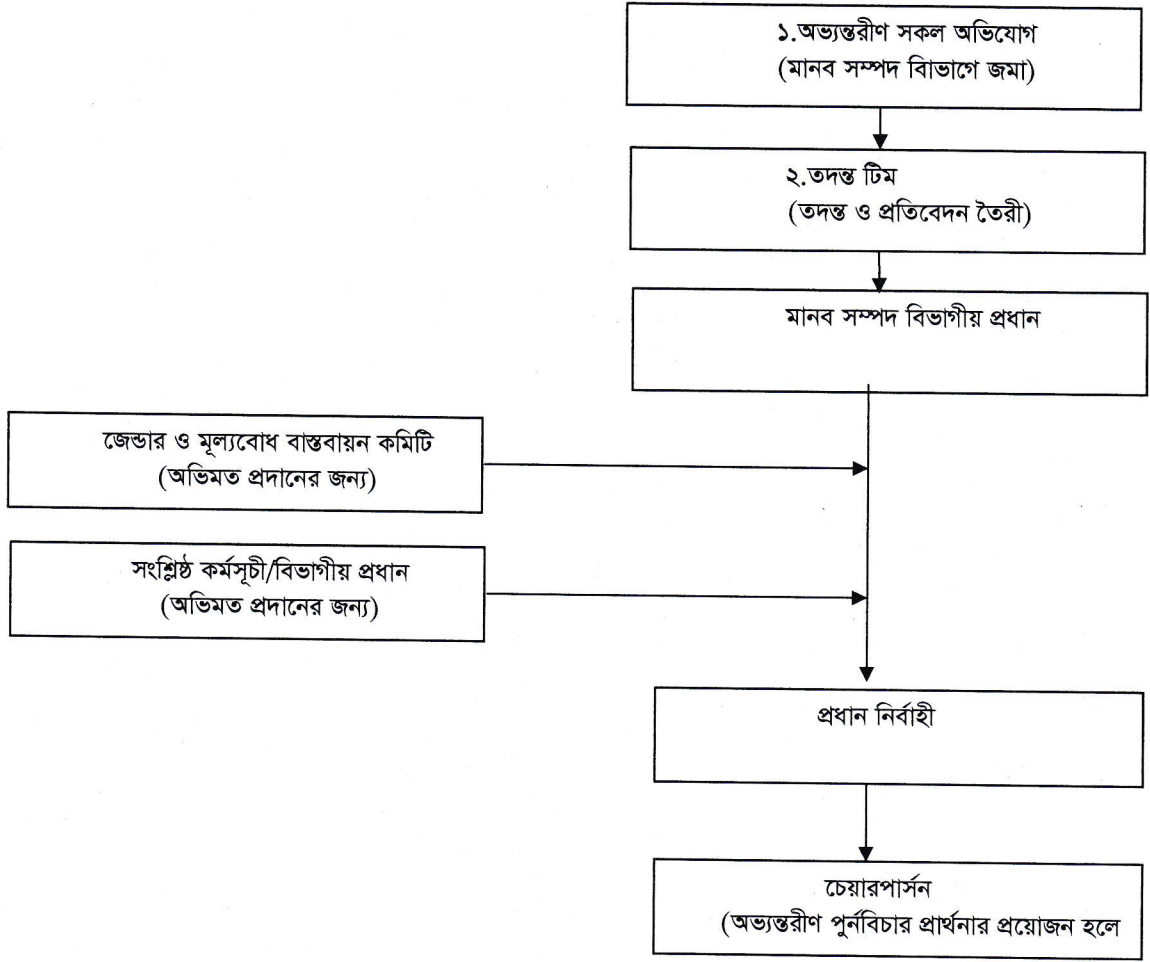 ১.অভ্যন্তরীণ সকল অভিযোগ
(মানব সম্পদ বিাভাগে জমা)
২.তদন্ত টিম
(তদন্ত ও প্রতিবেদন তৈরী)
মানব সম্পদ বিভাগীয় প্রধান
জেন্ডার ও মূল্যবোধ বাস্তবায়ন কমিটি
(অভিমত প্রদানের জন্য)
সংশ্লিষ্ঠ কর্মসূচী/বিভাগীয় প্রধান
(অভিমত প্রদানের জন্য)
প্রধান নির্বাহী
চেয়ারপার্সন
(অভ্যন্তরীণ পুর্নবিচার প্রার্থনার প্রয়োজন হলে